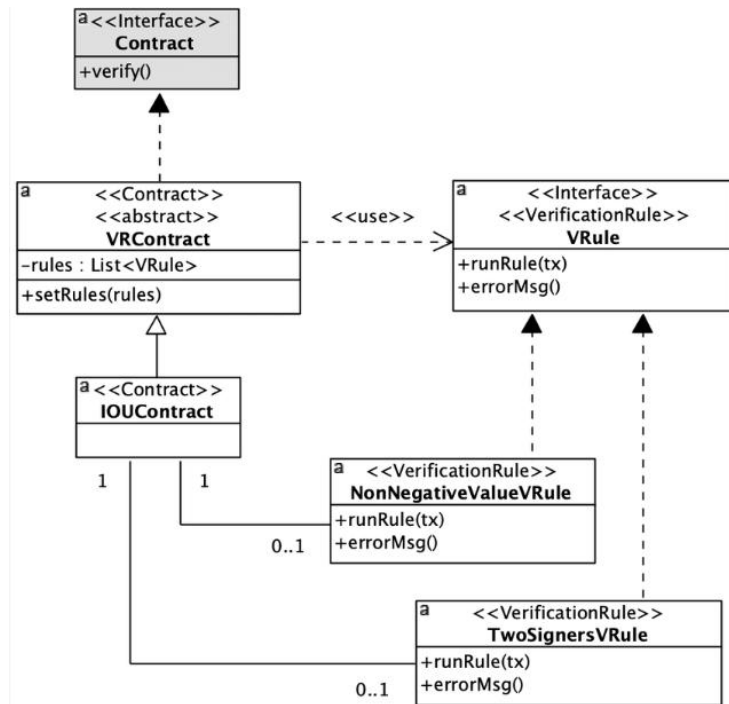 a <<Interface>>
Contract
+verify()
a
<<Contract>>
<<abstract>>
VRContract
-rules : List<VRule>
+setRules(rules)
<<use>>
a
<<Interface>>
<<VerificationRule>>
VRule
+runRule(tx)
+errorMsg()
a <<Contract>>
IOUContract
1
1
a
<<VerificationRule>>
NonNegativeValueVRule
+runRule(tx)
+errorMsg()
0..1
a
<<VerificationRule>>
TwoSignersVRule
+runRule(tx)
+errorMsg()
0..1